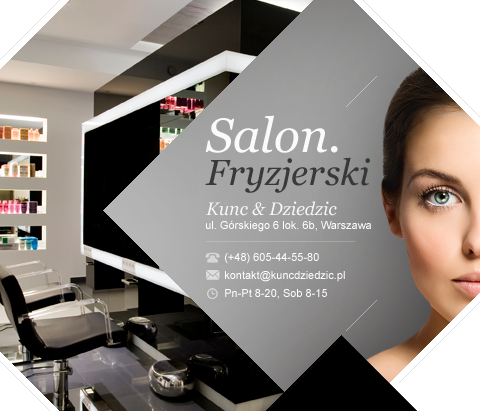 Salon.
Fryzjerski
Kunc & Dziedzic
ul. Górskiego 6 lok. 6b, Warszawa
(+48) 605-44-55-80
kontakt@kuncdziedzic.pl
Pn-Pt 8-20, Sob 8-15